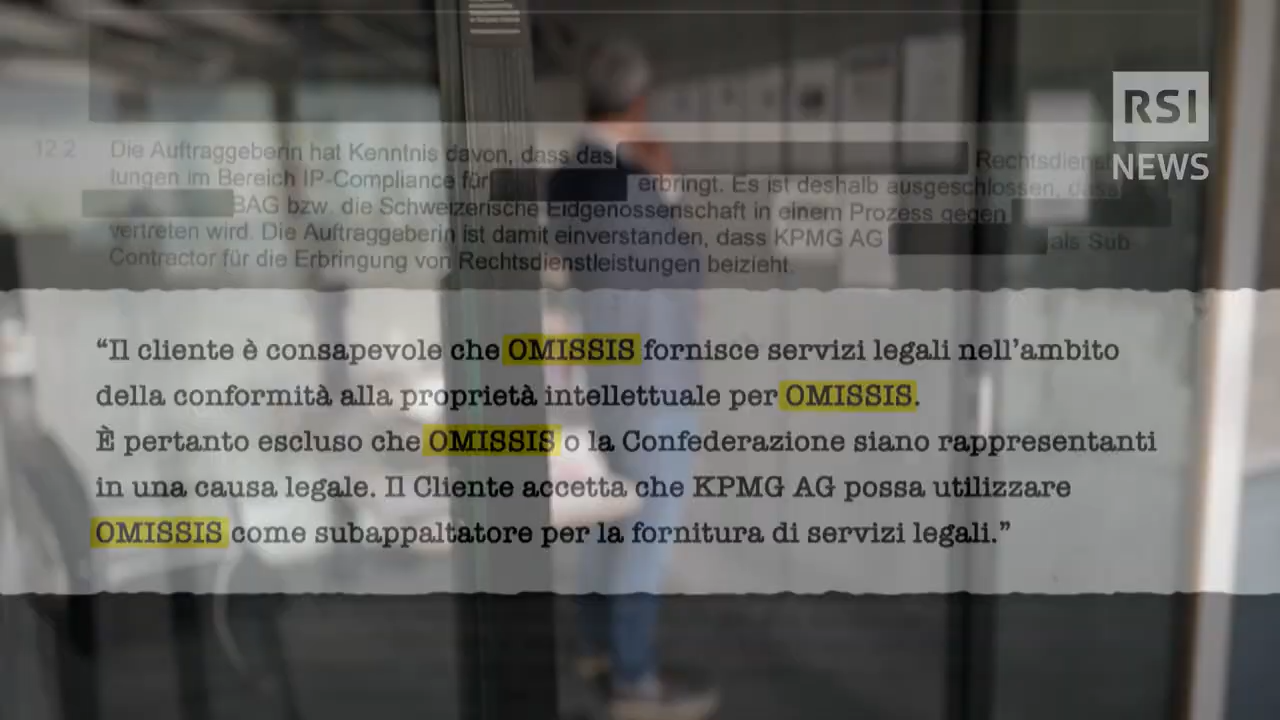 RSI
NEWS
12.2 Die Auftraggeberin hat Kenntnis davon, dass das
lungen im Bereich IP-Compliance für erbringt. Es ist deshalb ausgeschlossen, dass
BAG bzw. die Schweizerische Eidgenossenschaft in einem Prozess gegen
vertreten wird. Die Auftraggeberin ist damit einverstanden, dass KPMG AG als Sub
Contractor für die Erbringung von Rechtsdienstleistungen beizieht.
“Il cliente è consapevole che OMISSIS fornisce servizi legali nell’ambito
della conformità alla proprietà intellettuale per OMISSIS.
È pertanto escluso che OMISSIS o la Confederazione siano rappresentanti
in una causa legale. Il Cliente accetta che KPMG AG possa utilizzare
OMISSIS come subappaltatore per la fornitura di servizi legali.”